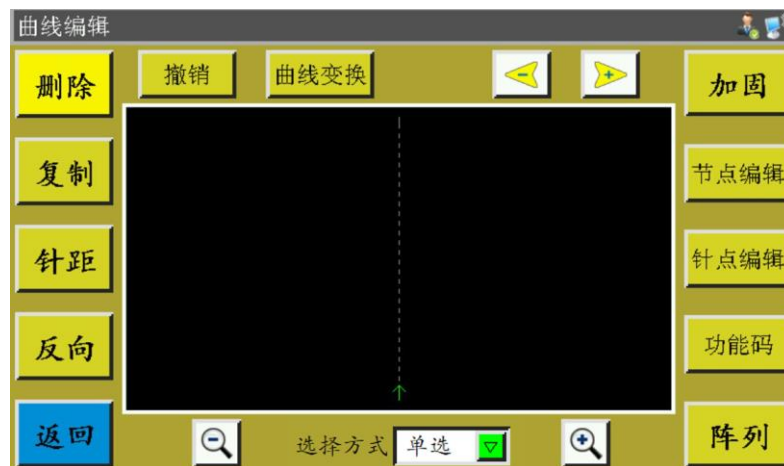 曲线编辑
删除
撤销
曲线变换
加固
复制
节点编辑
针距
针点编辑
反向
功能码
返回
选择方式 单选
阵列